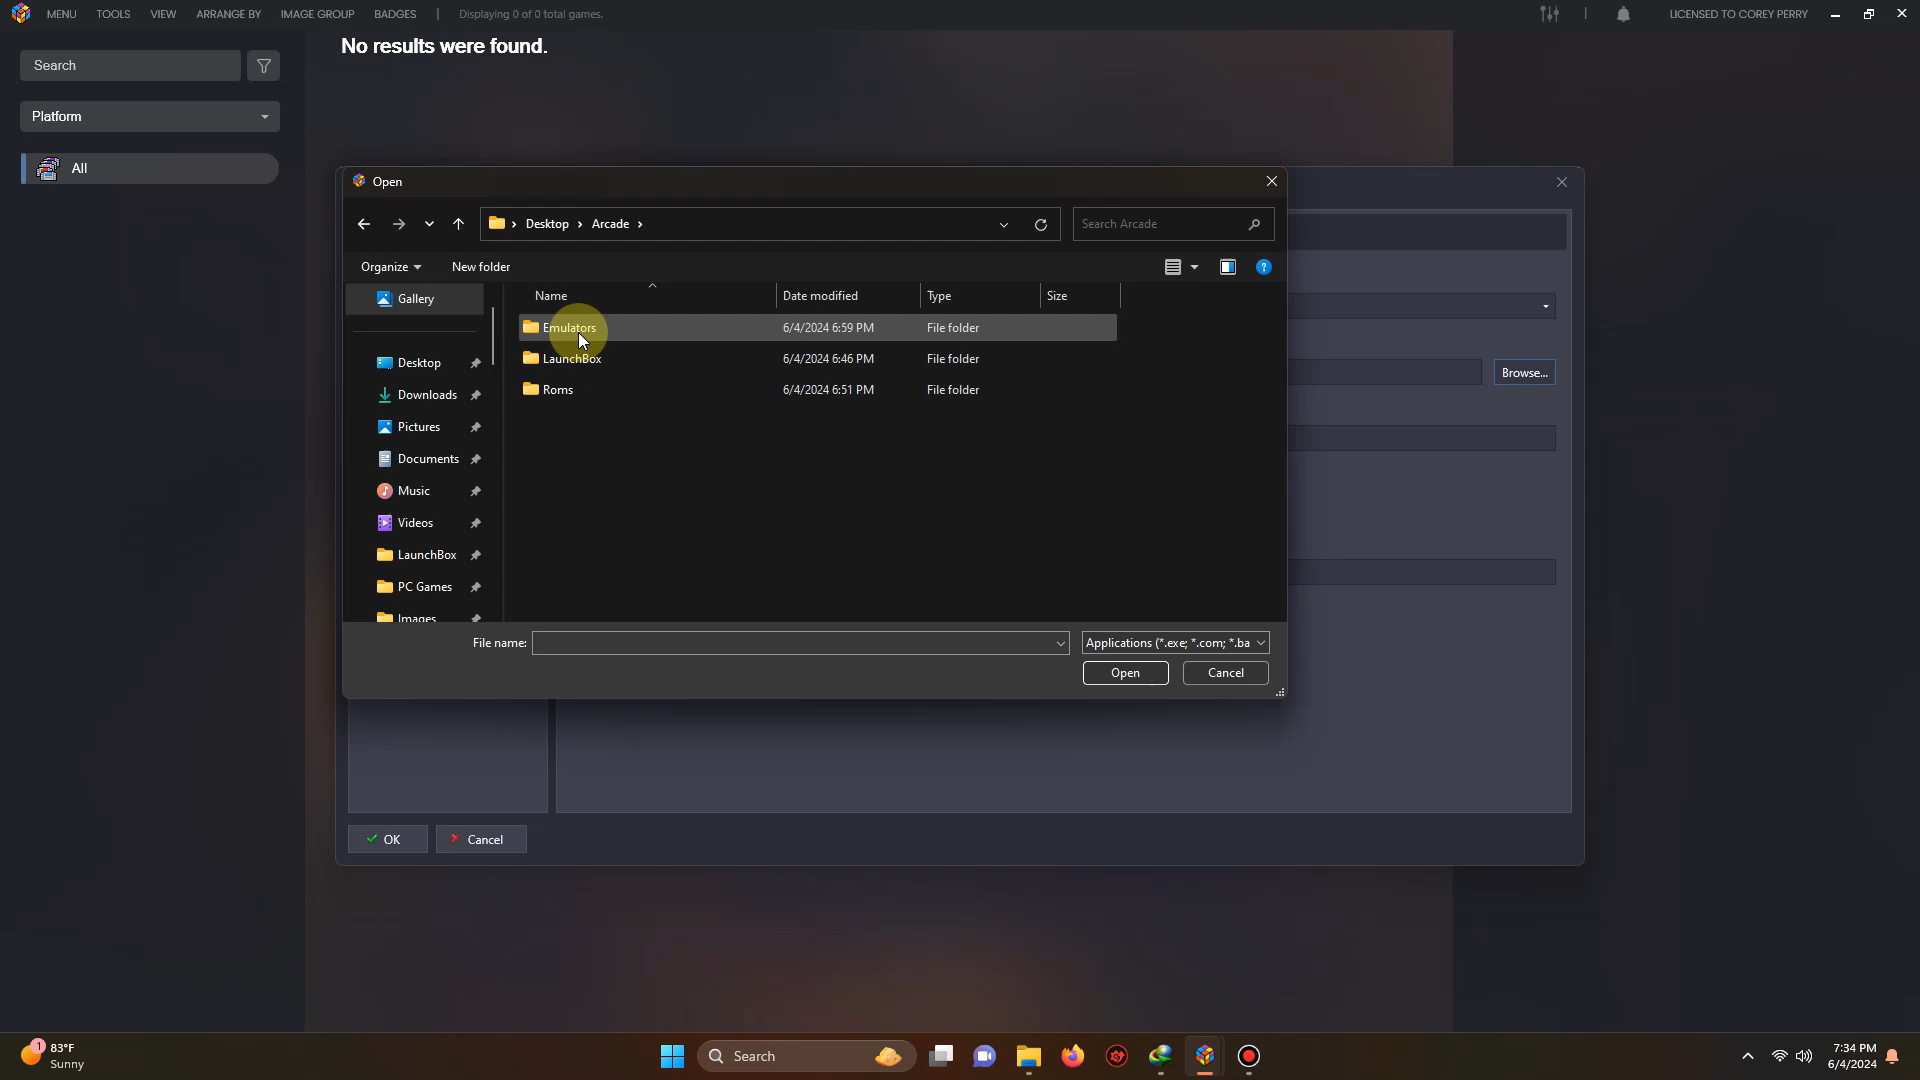 MENU TOOLS VIEW ARRANGE BY IMAGE GROUP BADGES | Displaying 0 of 0 total games. | LICENSED TO COREY PERRY
No results were found.
Search
Platform
All
Open
Desktop > Arcade >
Search Arcade
Organize
New folder
Name Date modified Type Size
Emulators 6/4/2024 6:59 PM File folder
LaunchBox 6/4/2024 6:46 PM File folder
Roms 6/4/2024 6:51 PM File folder
Gallery
Desktop
Downloads
Pictures
Documents
Music
Videos
LaunchBox
PC Games
Images
File name:
Applications (*.exe; *.com; *.ba
Open
Cancel
Browse...
OK
Cancel
1
83°F
Sunny
Search
7:34 PM
6/4/2024